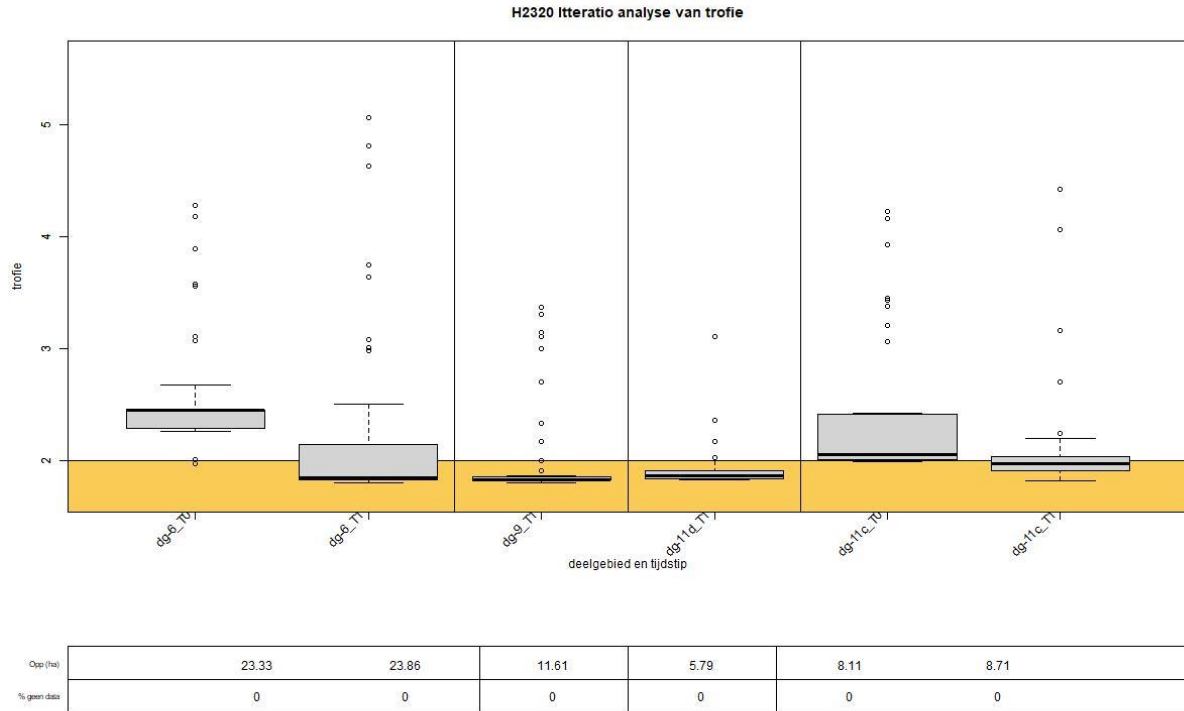 H2320 Itteratio analyse van trofie
trofie
5
4
3
2
dg-6_T0
dg-6_T1
dg-9_T1
dg-11d_T1
dg-11c_T0
dg-11c_T1
deelgebied en tijdstip
Opp (ha) 23.33 23.86 11.61 5.79 8.11 8.71
% geen data 0 0 0 0 0 0